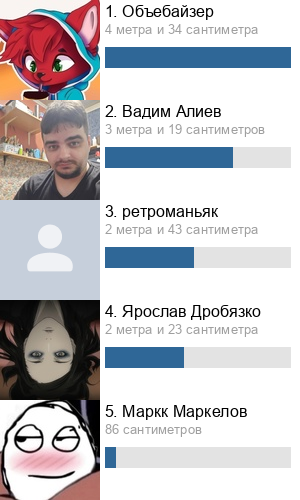 1. Объебайзер
4 метра и 34 сантиметра
2. Вадим Алиев
3 метра и 19 сантиметров
3. ретроманьяк
2 метра и 43 сантиметра
4. Ярослав Дробязко
2 метра и 23 сантиметра
5. Маркк Маркелов
86 сантиметров